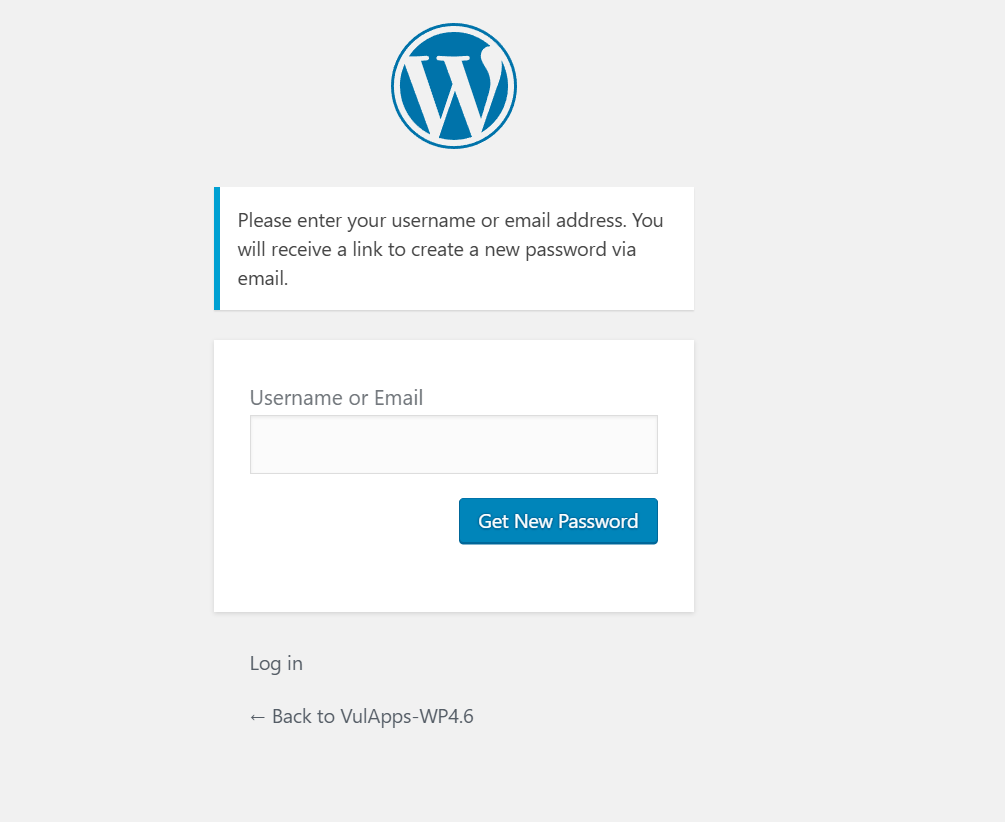 Please enter your username or email address. You
will receive a link to create a new password via
email.
Username or Email
Get New Password
Log in
← Back to VulApps-WP4.6